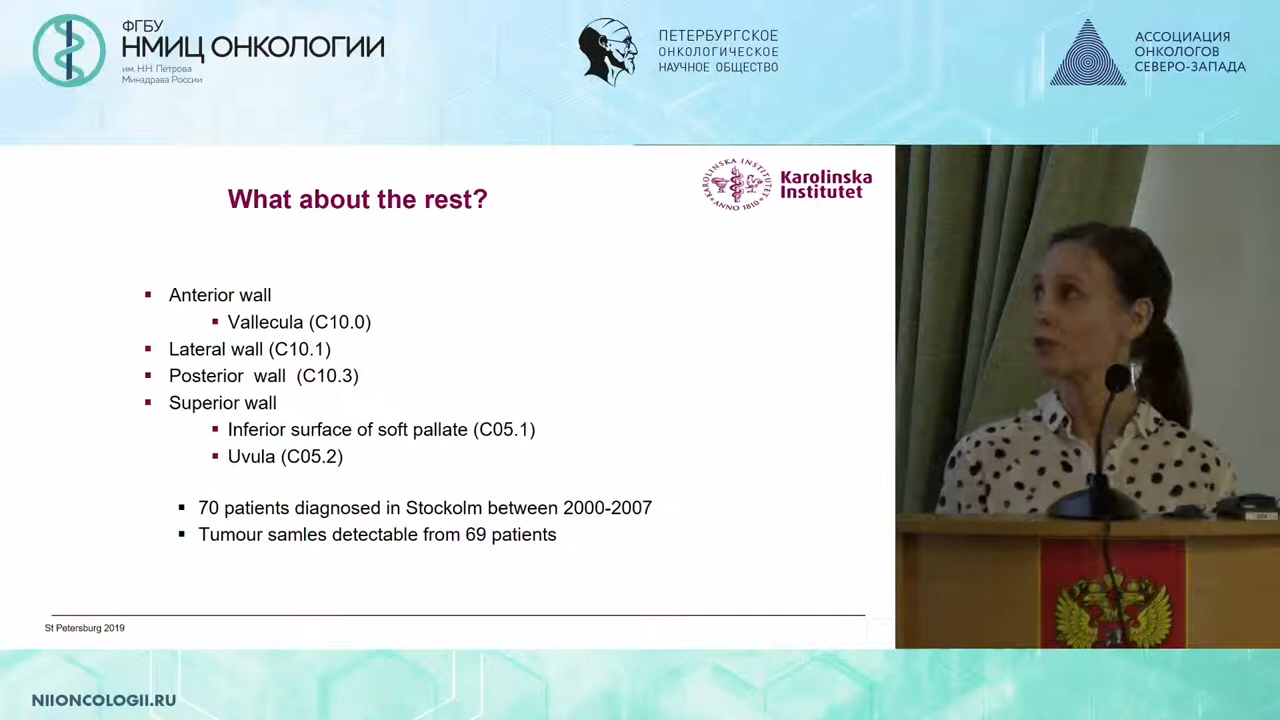 ФГБУ
НМИЦ ОНКОЛОГИИ
им. Н.Н. Петрова
Минздрава России
ПЕТЕРБУРГСКОЕ
ОНКОЛОГИЧЕСКОЕ
НАУЧНОЕ ОБЩЕСТВО
АССОЦИАЦИЯ
ОНКОЛОГОВ
СЕВЕРО-ЗАПАДА
What about the rest?
KAROLINSKA INSTITUTET
ANNO 1810
Karolinska
Institutet
▪ Anterior wall
▪ Vallecula (C10.0)
▪ Lateral wall (C10.1)
▪ Posterior wall (C10.3)
▪ Superior wall
▪ Inferior surface of soft pallate (C05.1)
▪ Uvula (C05.2)
▪ 70 patients diagnosed in Stockolm between 2000-2007
▪ Tumour samles detectable from 69 patients
St Petersburg 2019
NIIONCOLOGII.RU